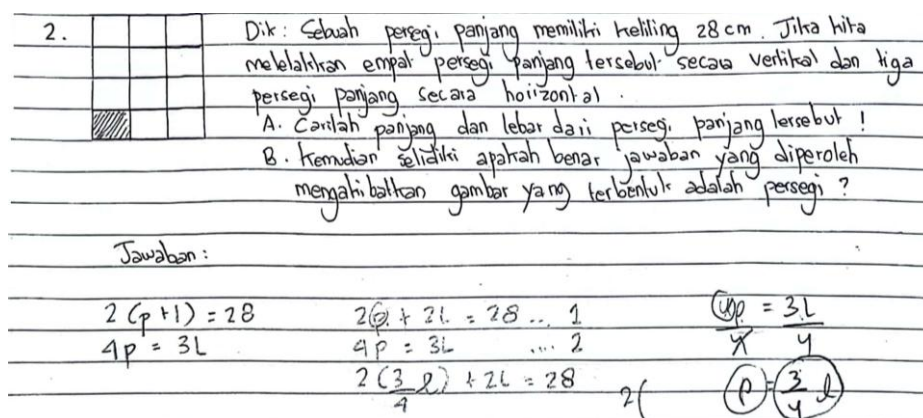 2. Dik : Sebuah persegi panjang memiliki keliling 28 cm. Jika kita
meletakkan empat persegi panjang tersebut secara vertikal dan tiga
persegi panjang secara horizontal.
A. Carilah panjang dan lebar dari persegi panjang tersebut !
B. Kemudian selidiki apakah benar jawaban yang diperoleh
mengakibatkan gambar yang terbentuk adalah persegi ?
Jawaban :
2 (p + l) = 28
4p = 3L
2p + 2L = 28 ... 1
4p = 3L .... 2
2 (3/4 l) + 2L = 28
2(
4p/4 = 3L/4
p = 3/4 l